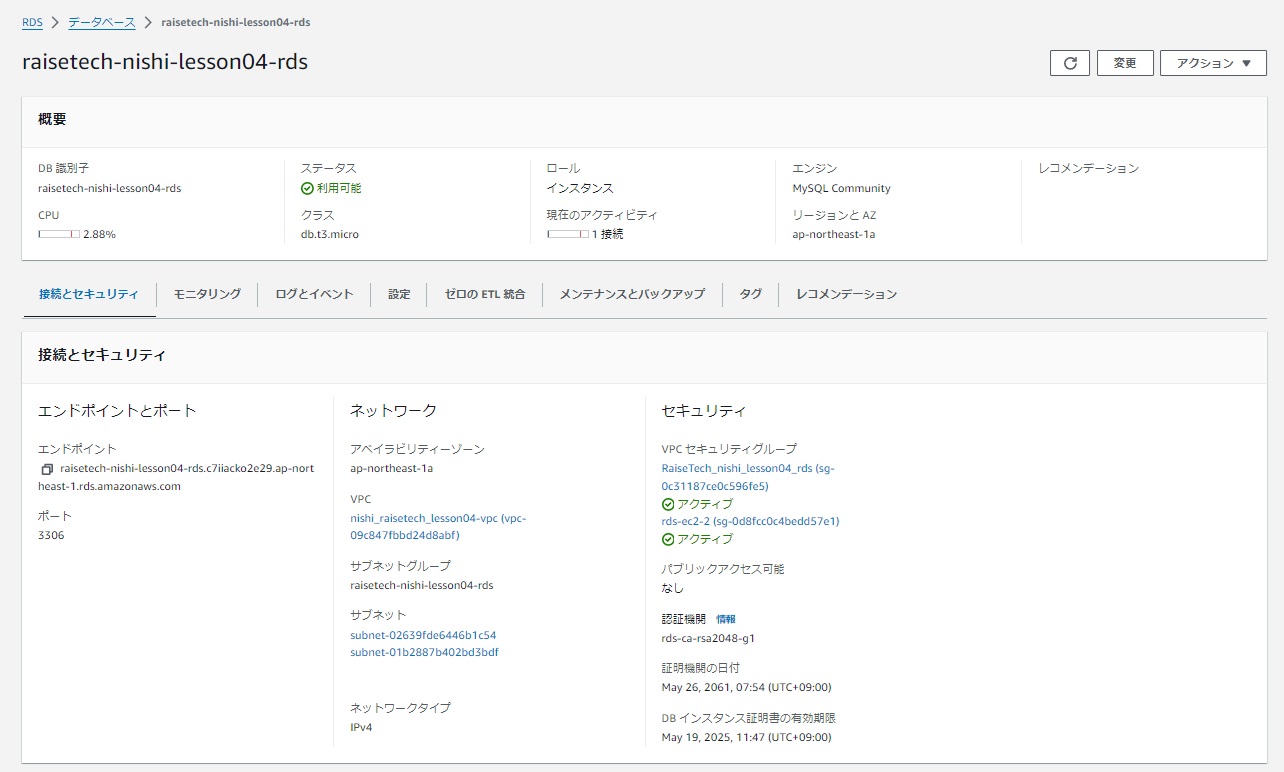 RDS > データベース > raisetech-nishi-lesson04-rds
raisetech-nishi-lesson04-rds
変更
アクション ▼
概要
DB 識別子
raisetech-nishi-lesson04-rds
CPU
2.88%
ステータス
利用可能
クラス
db.t3.micro
ロール
インスタンス
現在のアクティビティ
1 接続
エンジン
MySQL Community
リージョンと AZ
ap-northeast-1a
レコメンデーション
接続とセキュリティ
モニタリング
ログとイベント
設定
ゼロの ETL 統合
メンテナンスとバックアップ
タグ
レコメンデーション
接続とセキュリティ
エンドポイントとポート
エンドポイント
raisetech-nishi-lesson04-rds.c7iiacko2e29.ap-nort
heast-1.rds.amazonaws.com
ポート
3306
ネットワーク
アベイラビリティーゾーン
ap-northeast-1a
VPC
nishi_raisetech_lesson04-vpc (vpc-
09c847fbbd24d8abf)
サブネットグループ
raisetech-nishi-lesson04-rds
サブネット
subnet-02639fde6446b1c54
subnet-01b2887b402bd3bdf
ネットワークタイプ
IPv4
セキュリティ
VPC セキュリティグループ
RaiseTech_nishi_lesson04_rds (sg-
0c31187ce0c596fe5)
アクティブ
rds-ec2-2 (sg-0d8fcc0c4bedd57e1)
アクティブ
パブリックアクセス可能
なし
認証機関 情報
rds-ca-rsa2048-g1
証明機関の日付
May 26, 2061, 07:54 (UTC+09:00)
DB インスタンス証明書の有効期限
May 19, 2025, 11:47 (UTC+09:00)